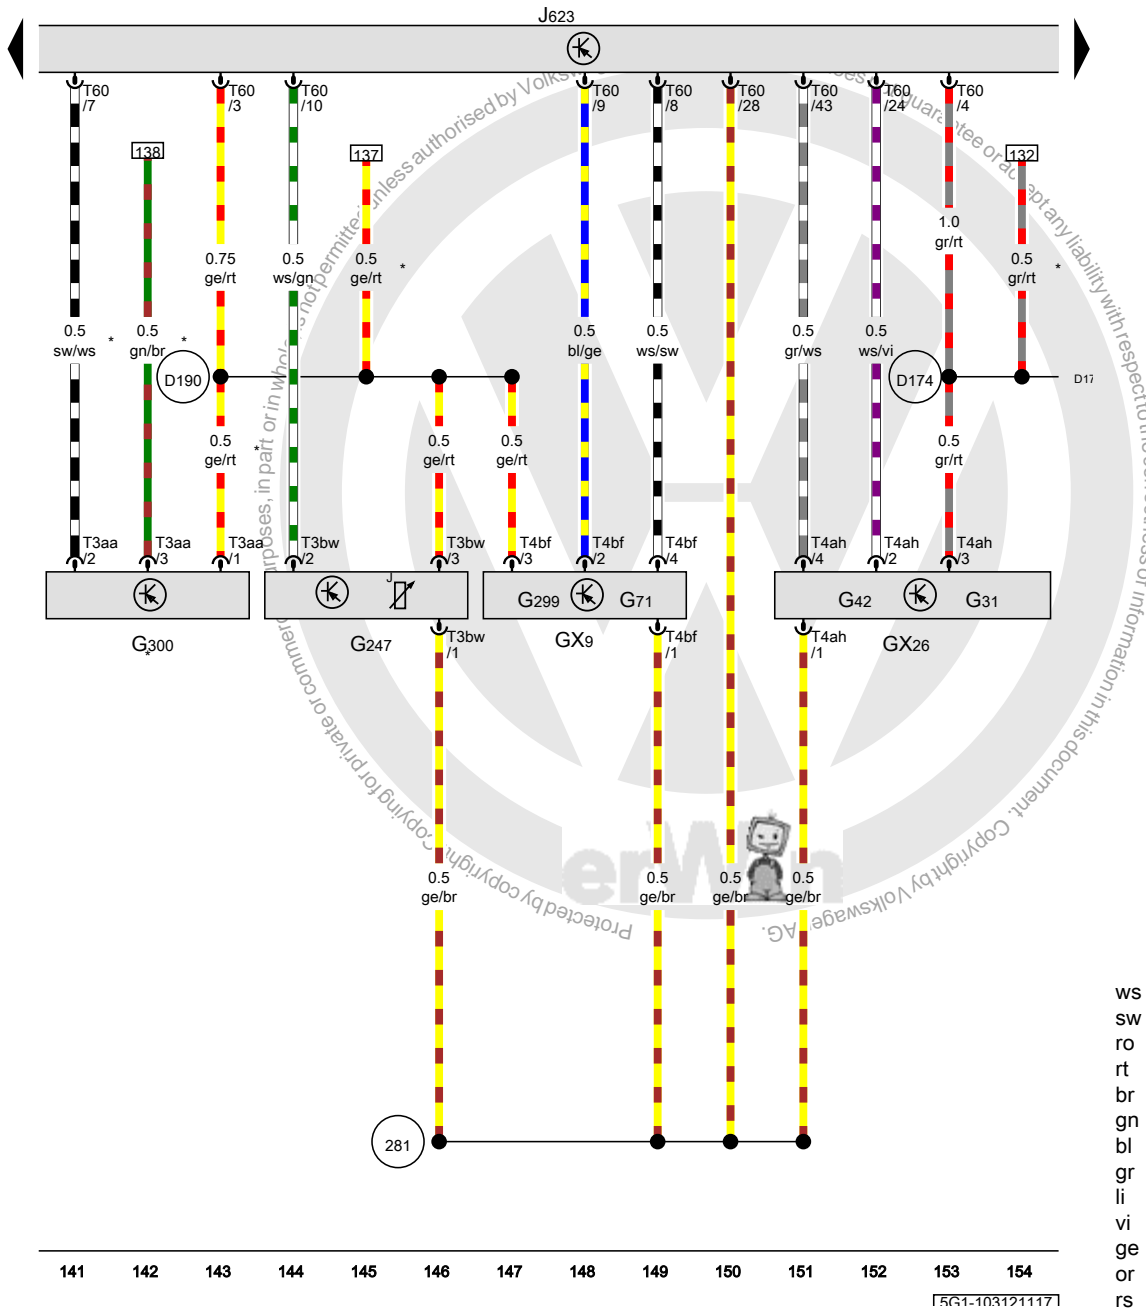 J623
T60 /7
T60 /3
T60 /10
T60 /9
T60 /8
T60 /28
T60 /43
T60 /24
T60 /4
138
137
132
1.0 gr/rt
0.75 ge/rt
0.5 ws/gn
0.5 ge/rt *
0.5 gr/rt *
0.5 sw/ws *
0.5 gn/br *
0.5 bl/ge
0.5 ws/sw
0.5 gr/ws
0.5 ws/vi
D190
D174
D17
0.5 ge/rt *
0.5 ge/rt
0.5 ge/rt
0.5 gr/rt
T3aa /2
T3aa /3
T3aa /1
T3bw /2
T3bw /3
T4bf /3
T4bf /2
T4bf /4
T4ah /4
T4ah /2
T4ah /3
J
G299
G71
G42
G31
G300 *
G247
GX9
GX26
T3bw /1
T4bf /1
T4ah /1
0.5 ge/br
0.5 ge/br
0.5 ge/br
0.5 ge/br
281
erWin
Protected by copyright. Copying for private or commercial purposes, in part or in whole, is not permitted unless authorised by Volkswagen AG.
guarantee or accept any liability with respect to the correctness of information in this document. Copyright by Volkswagen AG.
ws
sw
ro
rt
br
gn
bl
gr
li
vi
ge
or
rs
141 142 143 144 145 146 147 148 149 150 151 152 153 154
5G1-103121117